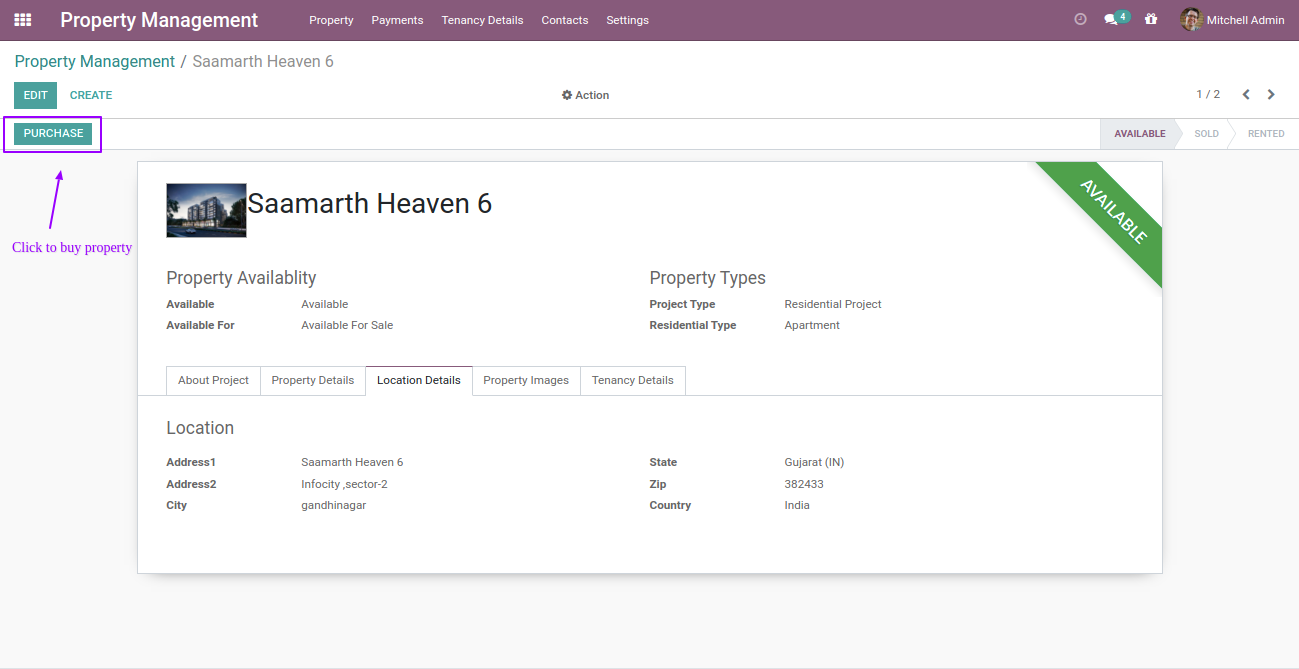 Property Management Property Payments Tenancy Details Contacts Settings 4 Mitchell Admin
Property Management / Saamarth Heaven 6
EDIT CREATE Action 1 / 2
PURCHASE AVAILABLE SOLD RENTED
Click to buy property
Saamarth Heaven 6
AVAILABLE
Property Availablity Property Types
Available Available Project Type Residential Project
Available For Available For Sale Residential Type Apartment
About Project Property Details Location Details Property Images Tenancy Details
Location
Address1 Saamarth Heaven 6 State Gujarat (IN)
Address2 Infocity ,sector-2 Zip 382433
City gandhinagar Country India